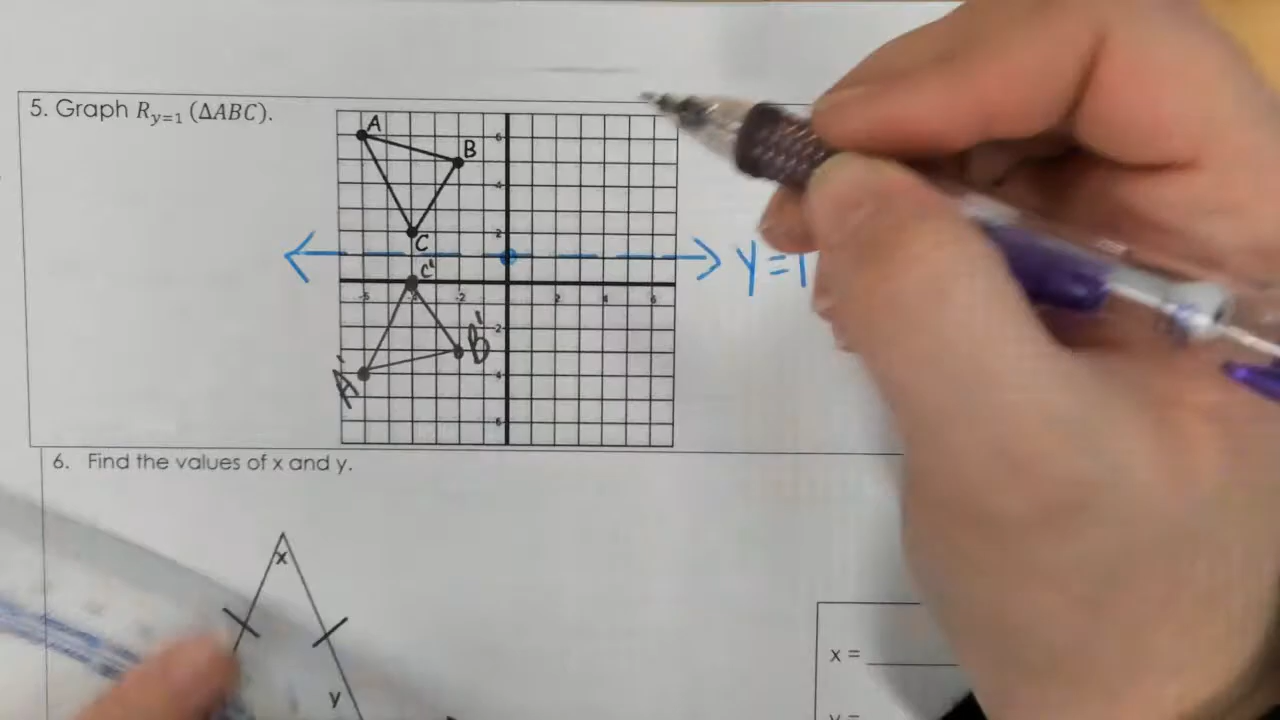 5. Graph R_{y=1} (ΔABC).
A
B
6
4
C
2
y=1
C'
-6 -2 2 4 6
-2
B'
A'
-4
-6
6. Find the values of x and y.
x
x = 
y
y =